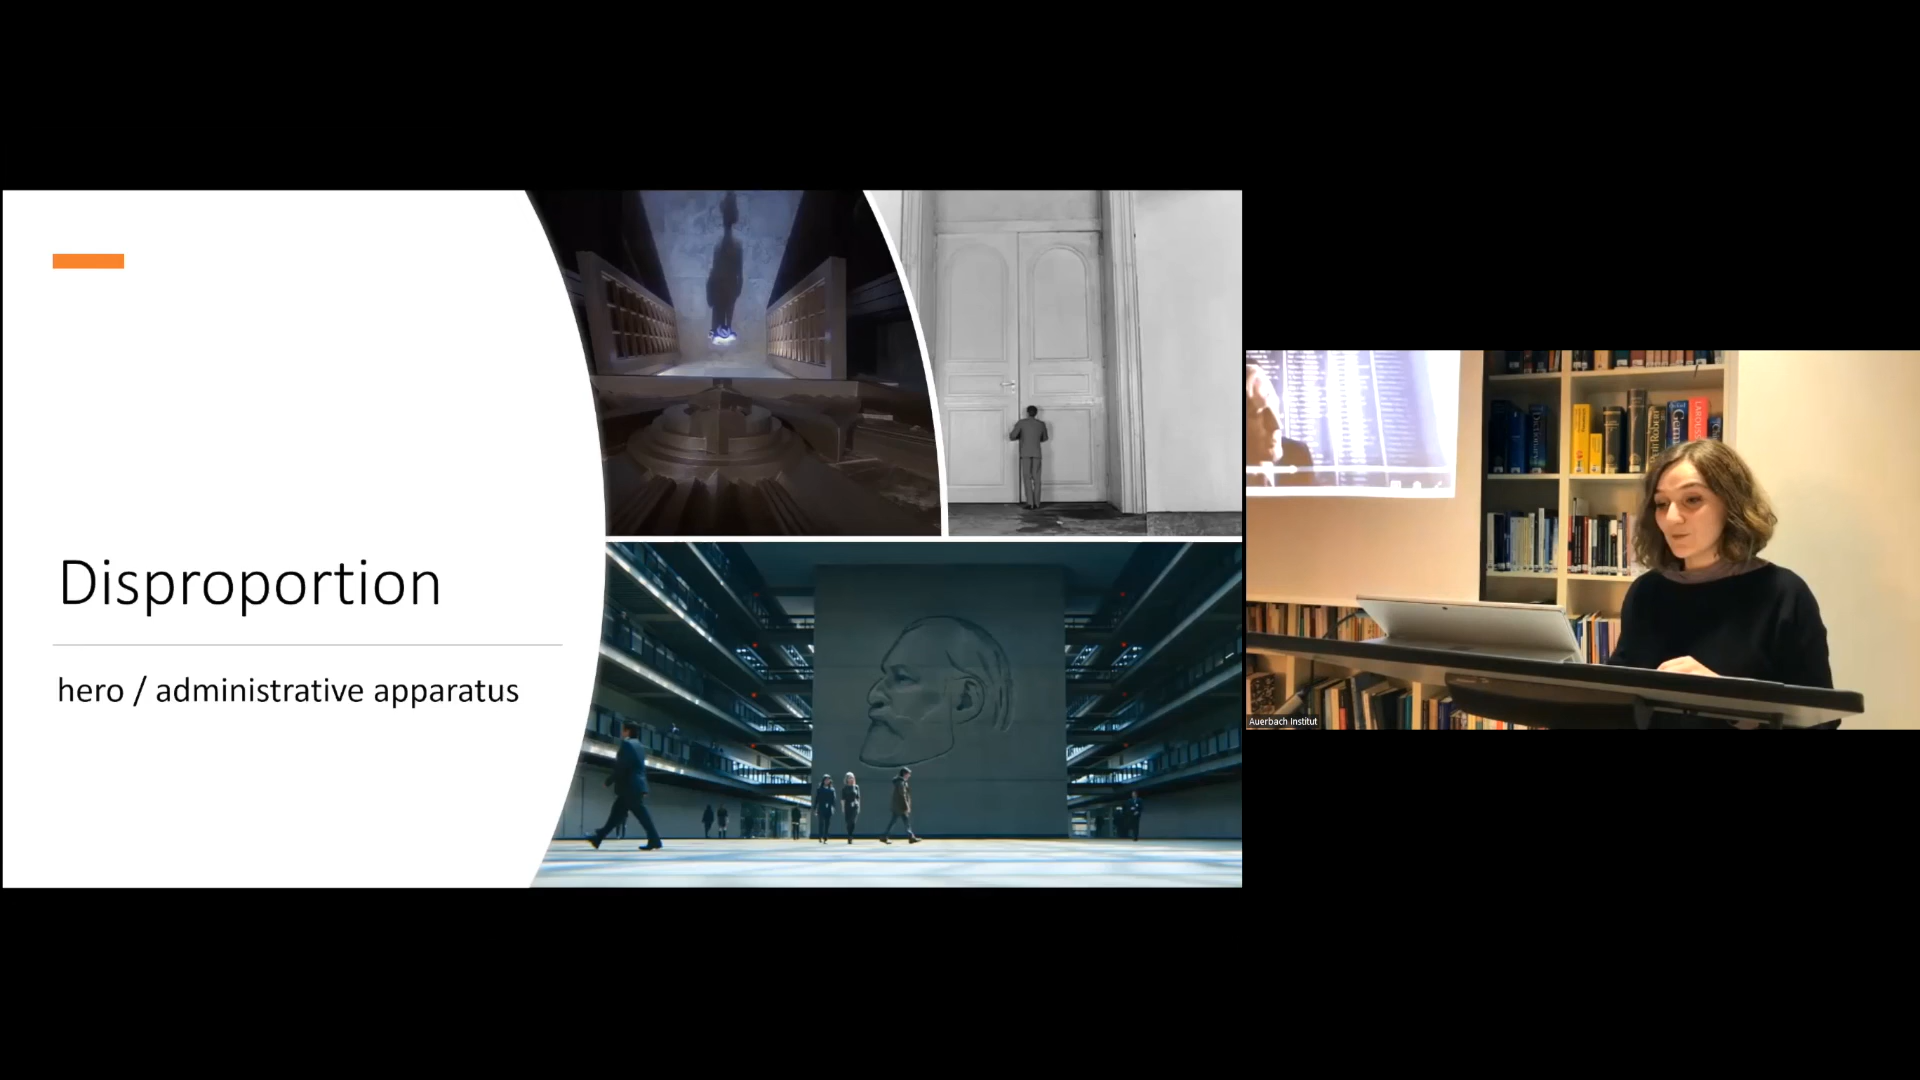 Disproportion
hero / administrative apparatus
Auerbach Institut